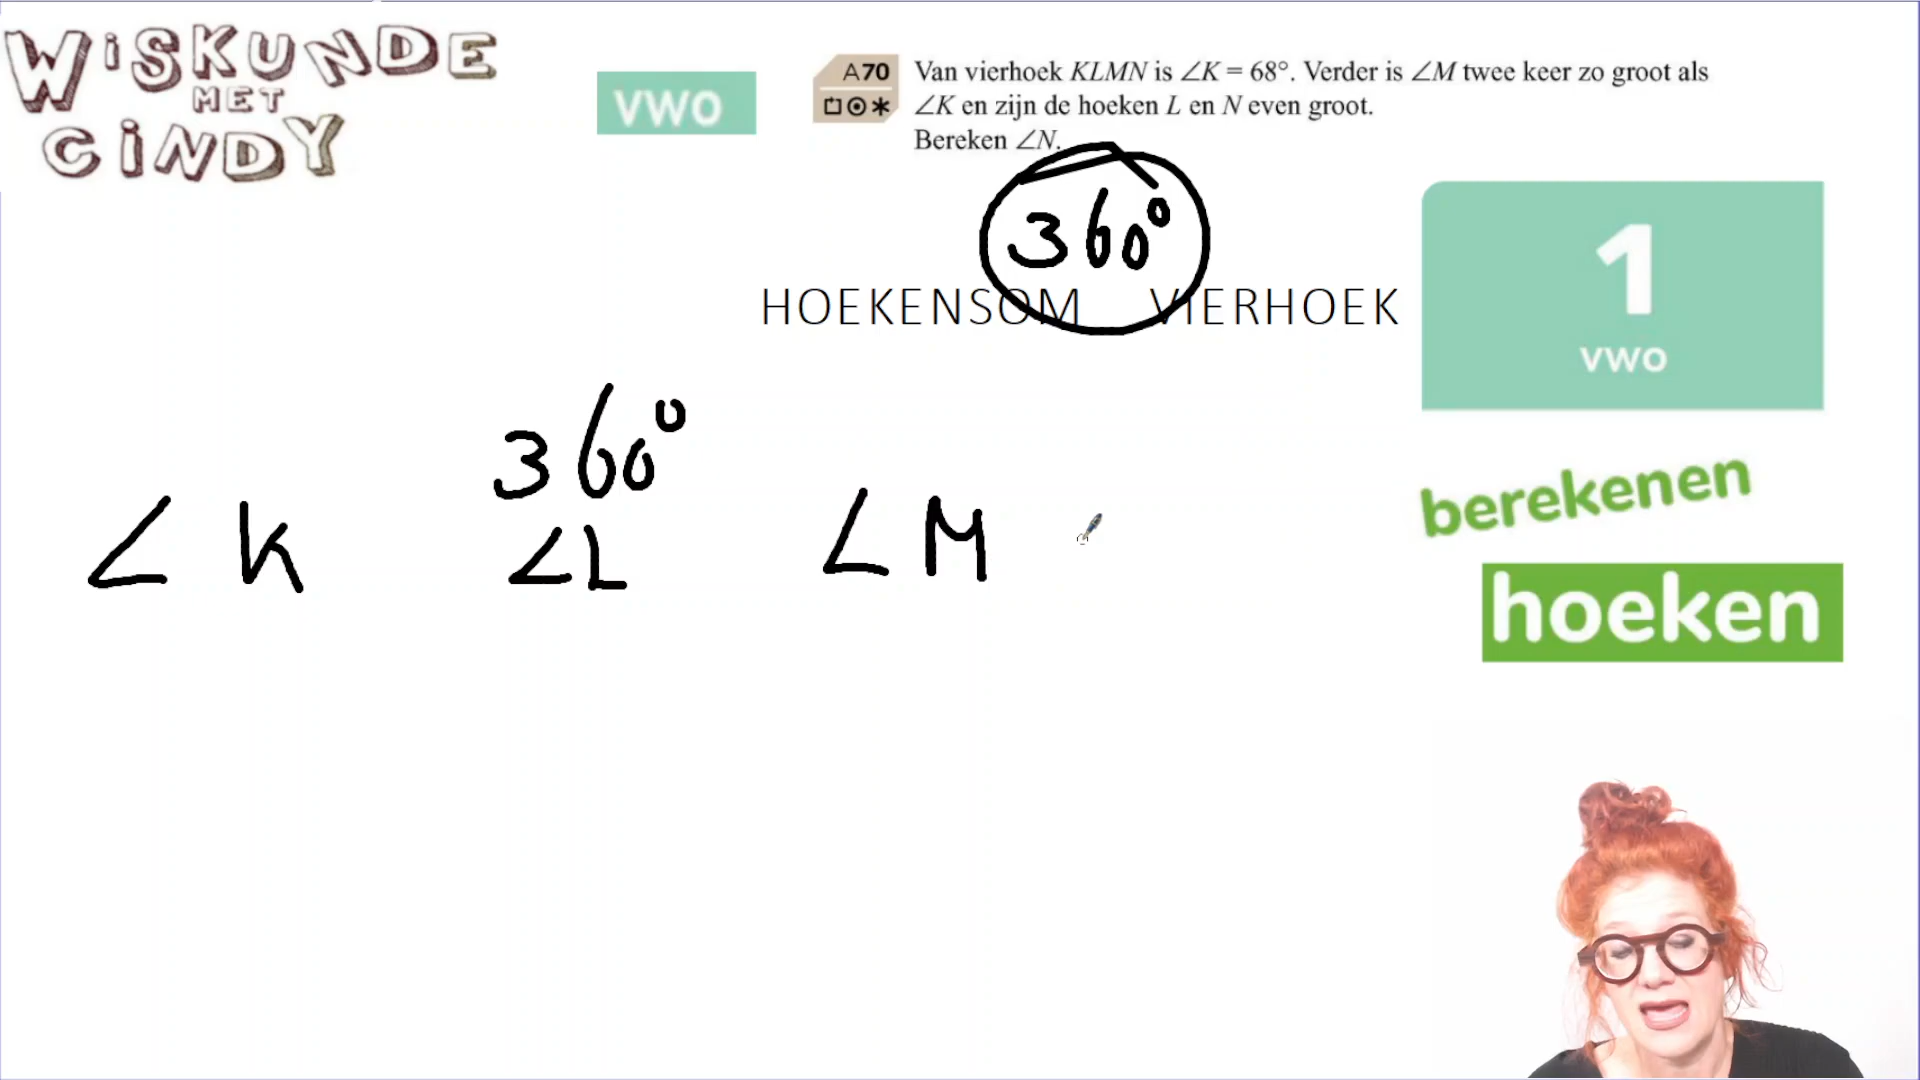 WISKUNDE
MET
CINDY
vwo
A70
Van vierhoek KLMN is ∠K = 68°. Verder is ∠M twee keer zo groot als
∠K en zijn de hoeken L en N even groot.
Bereken ∠N.
360°
HOEKENSOM VIERHOEK
1
vwo
360°
∠K ∠L ∠M
berekenen
hoeken